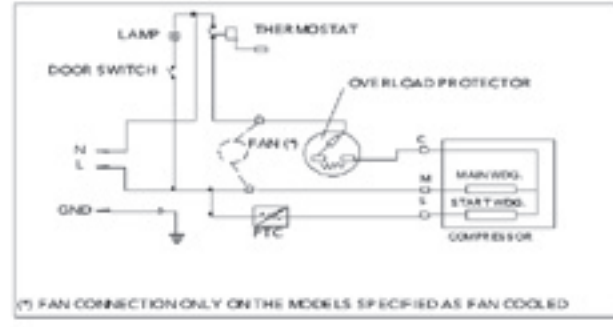 LAMP
THERMOSTAT
DOOR SWITCH
OVERLOAD PROTECTOR
FAN (*)
N
L
C
M
MAIN WDG.
S
START WDG.
GND
PTC
COMPRESSOR
(*) FAN CONNECTION ONLY ON THE MODELS SPECIFIED AS FAN COOLED